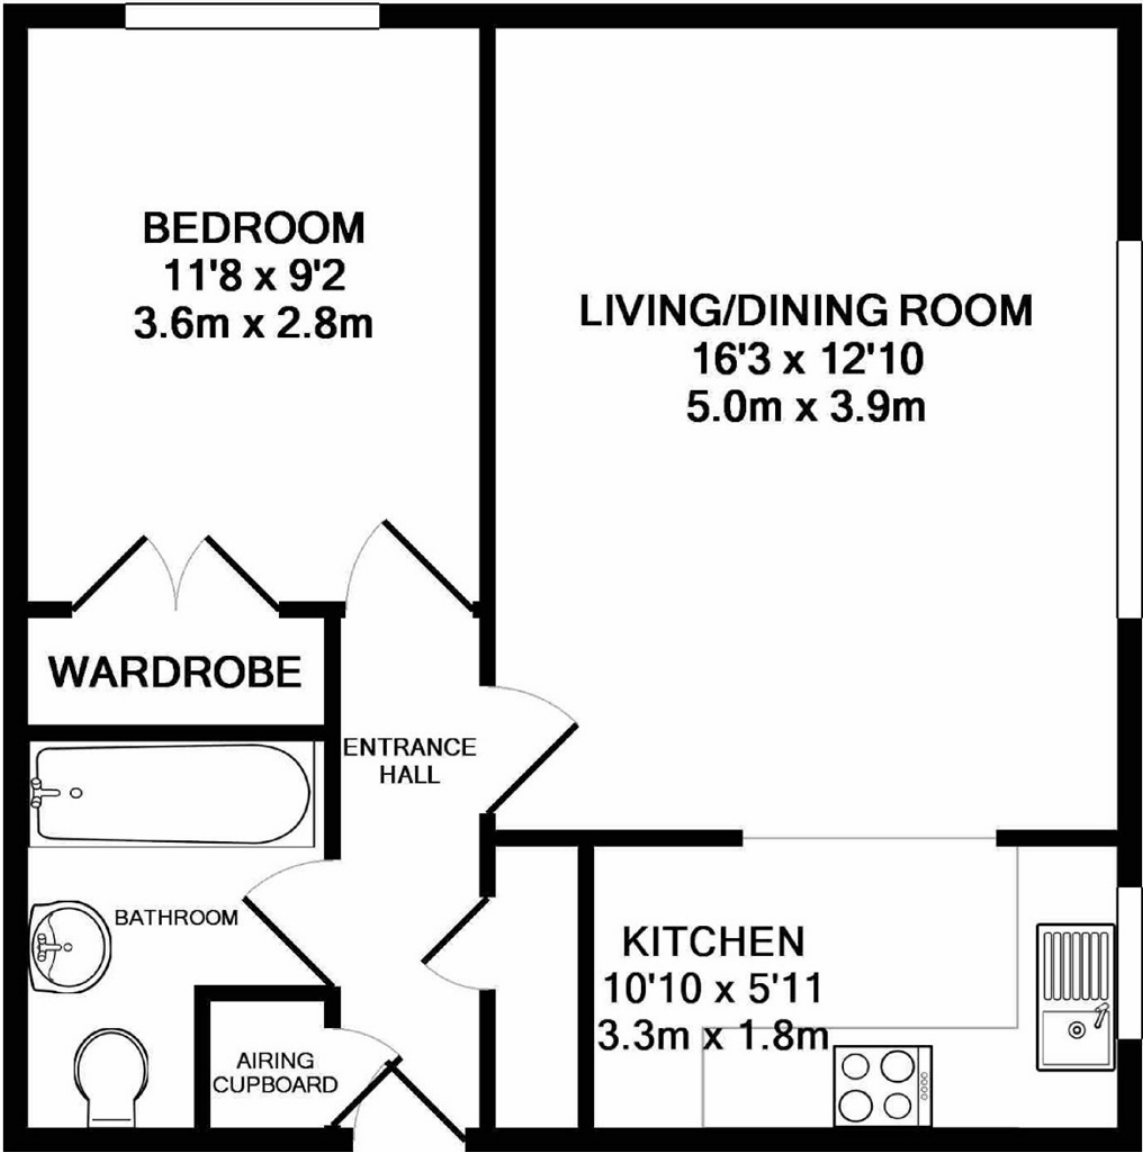 BEDROOM
11'8 x 9'2
3.6m x 2.8m
LIVING/DINING ROOM
16'3 x 12'10
5.0m x 3.9m
WARDROBE
ENTRANCE
HALL
BATHROOM
KITCHEN
10'10 x 5'11
3.3m x 1.8m
AIRING
CUPBOARD